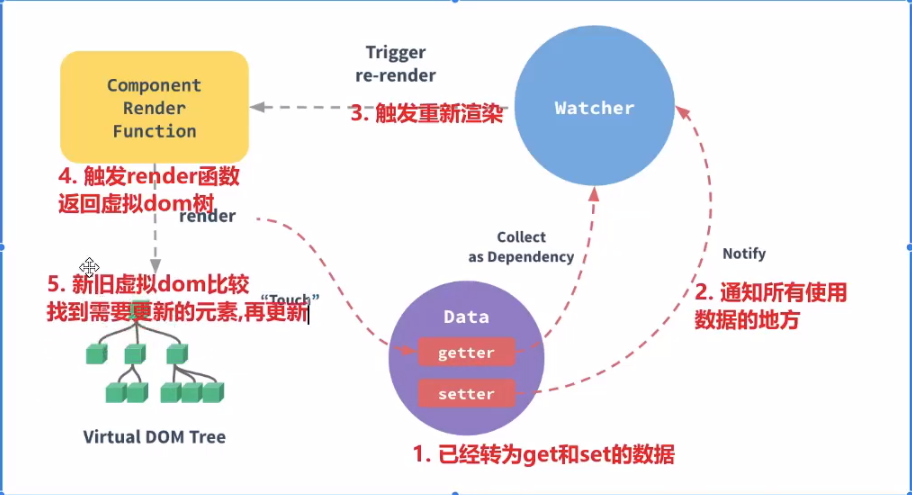 Trigger
re-render
Component
Render
Function
Watcher
3. 触发重新渲染
4. 触发render函数
返回虚拟dom树
render
Collect
as Dependency
Notify
5. 新旧虚拟dom比较
找到需要更新的元素,再更新
“Touch”
2. 通知所有使用
数据的地方
Data
getter
setter
Virtual DOM Tree
1. 已经转为get和set的数据